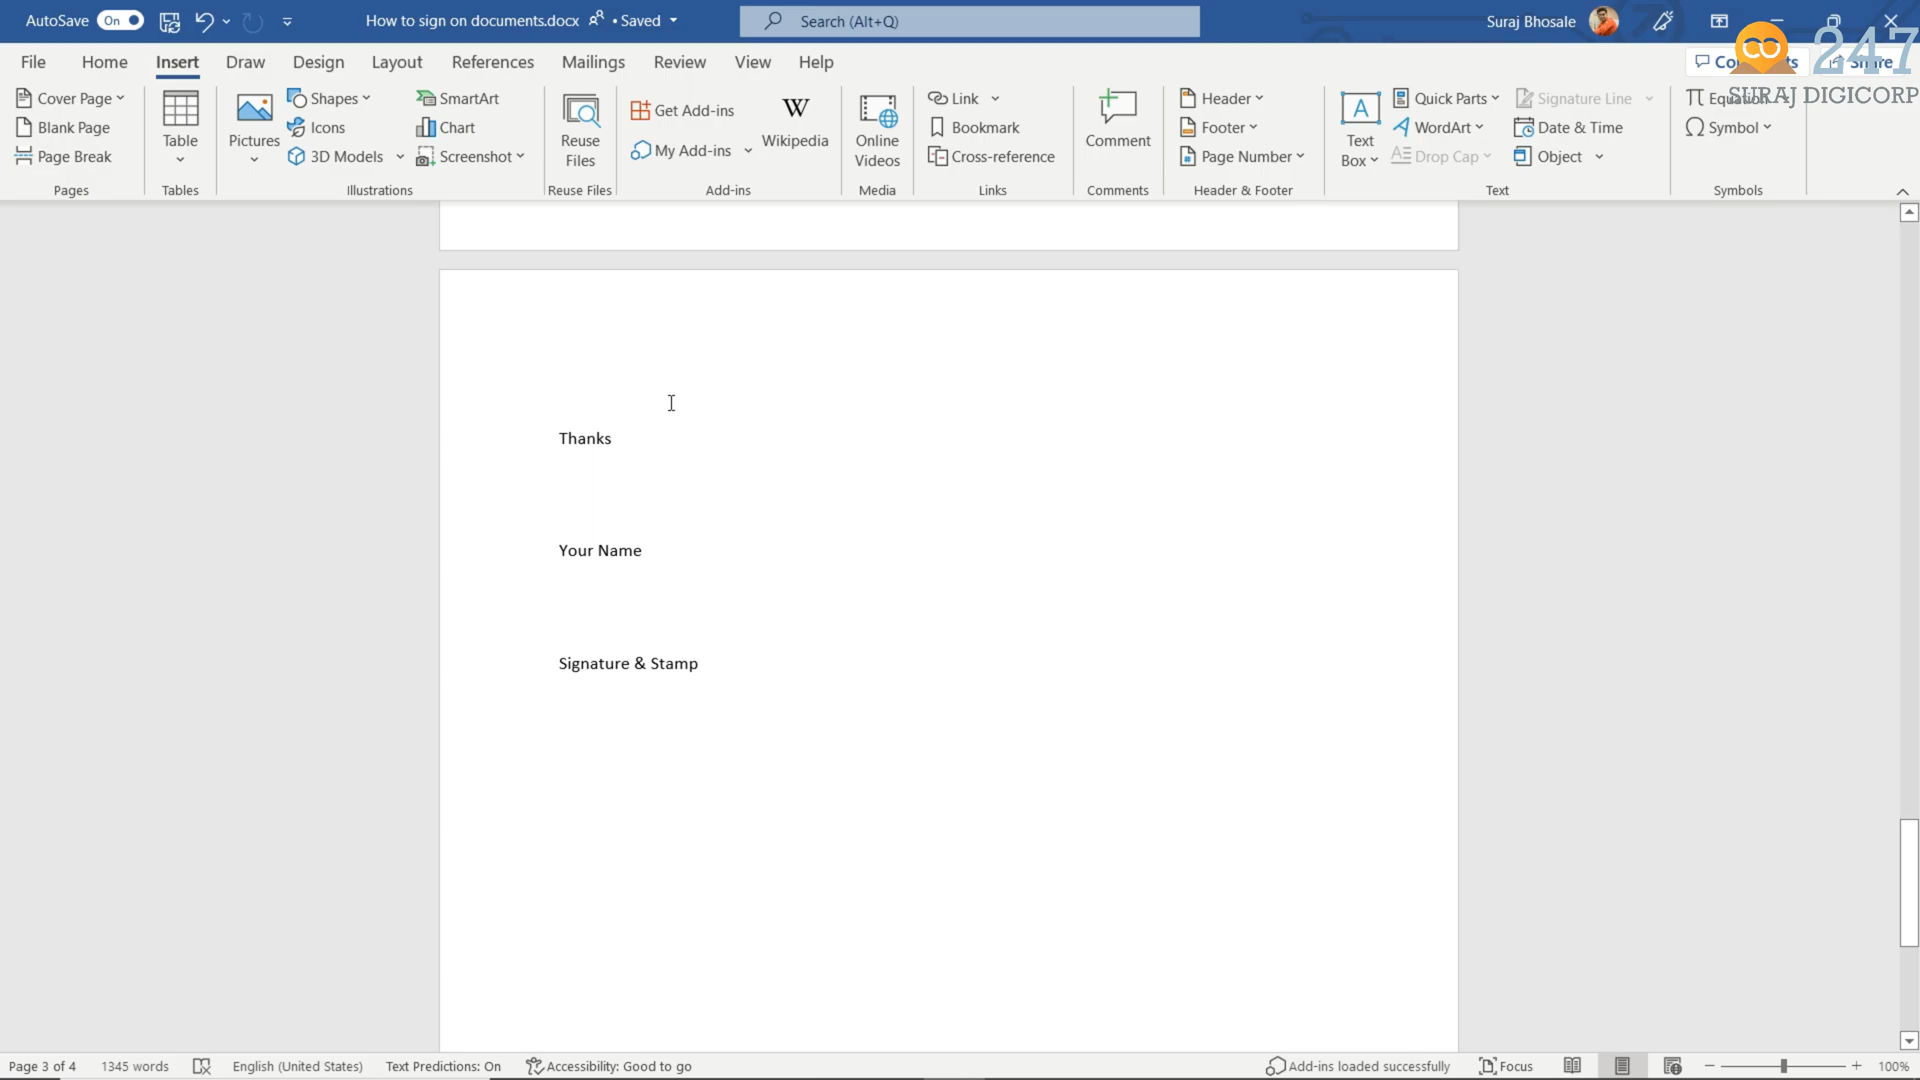 AutoSave On How to sign on documents.docx • Saved Search (Alt+Q) Suraj Bhosale
File Home Insert Draw Design Layout References Mailings Review View Help Share
247
SURAJ DIGICORP
Cover Page
Blank Page
Page Break
Pages
Table
Tables
Pictures
Shapes
Icons
3D Models
SmartArt
Chart
Screenshot
Illustrations
Reuse
Files
Reuse Files
Get Add-ins
My Add-ins
W
Wikipedia
Add-ins
Online
Videos
Media
Link
Bookmark
Cross-reference
Links
Comment
Comments
Header
Footer
Page Number
Header & Footer
A
Text
Box
Quick Parts
WordArt
Drop Cap
Signature Line
Date & Time
Object
Text
π Equation
Ω Symbol
Symbols
Thanks
Your Name
Signature & Stamp
Page 3 of 4 1345 words English (United States) Text Predictions: On Accessibility: Good to go Add-ins loaded successfully Focus 100%